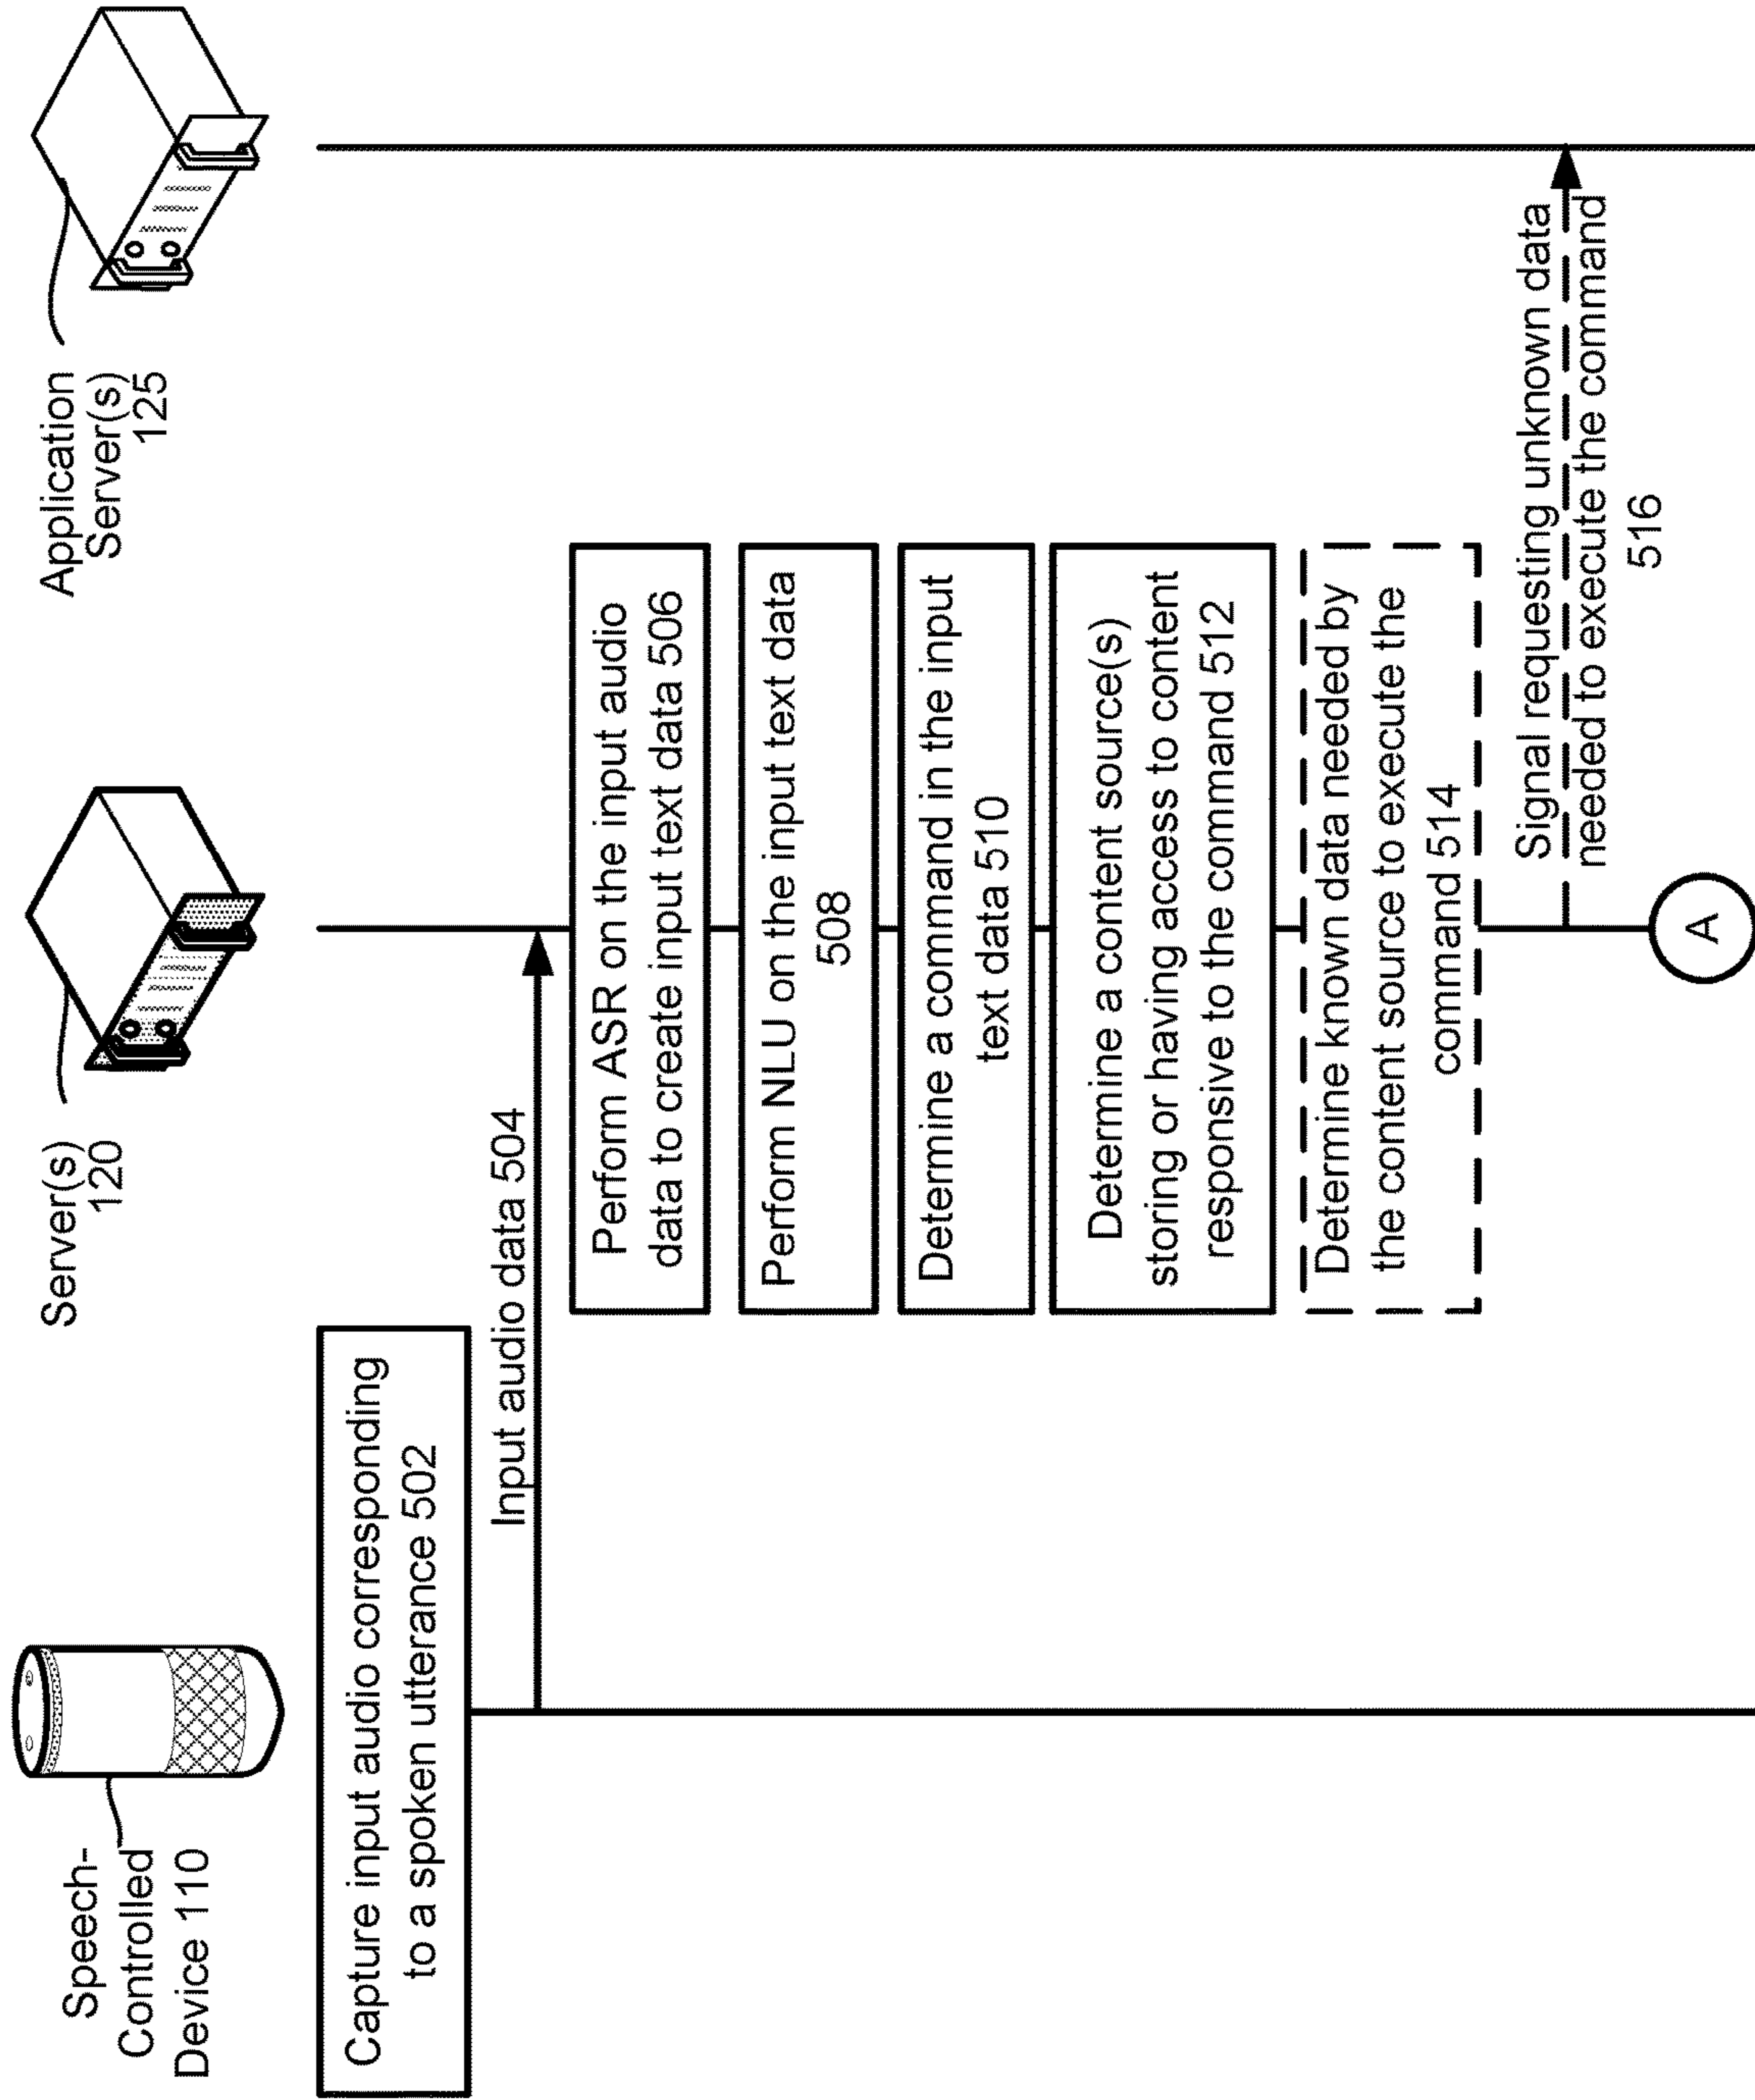 Speech-
Controlled
Device 110
Server(s)
120
Application
Server(s)
125
Capture input audio corresponding
to a spoken utterance 502
Input audio data 504
Perform ASR on the input audio
data to create input text data 506
Perform NLU on the input text data
508
Determine a command in the input
text data 510
Determine a content source(s)
storing or having access to content
responsive to the command 512
Determine known data needed by
the content source to execute the
command 514
Signal requesting unknown data
needed to execute the command
516
A